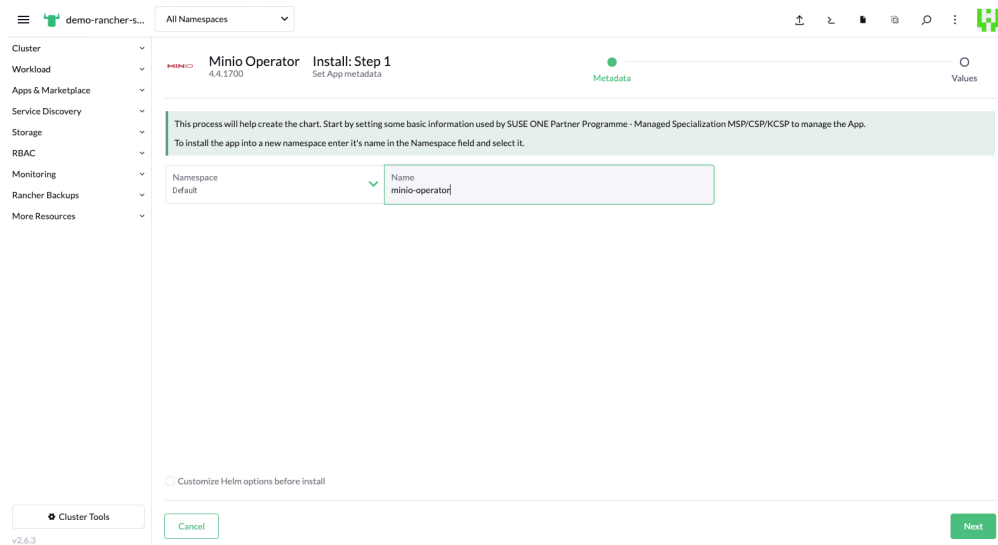 demo-rancher-s...
All Namespaces
Cluster
Workload
Apps & Marketplace
Service Discovery
Storage
RBAC
Monitoring
Rancher Backups
More Resources
Cluster Tools
v2.6.3
MINIO
Minio Operator
4.4.1700
Install: Step 1
Set App metadata
Metadata
Values
This process will help create the chart. Start by setting some basic information used by SUSE ONE Partner Programme - Managed Specialization MSP/CSP/KCSP to manage the App.
To install the app into a new namespace enter it's name in the Namespace field and select it.
Namespace
Default
Name
minio-operator
Customize Helm options before install
Cancel
Next